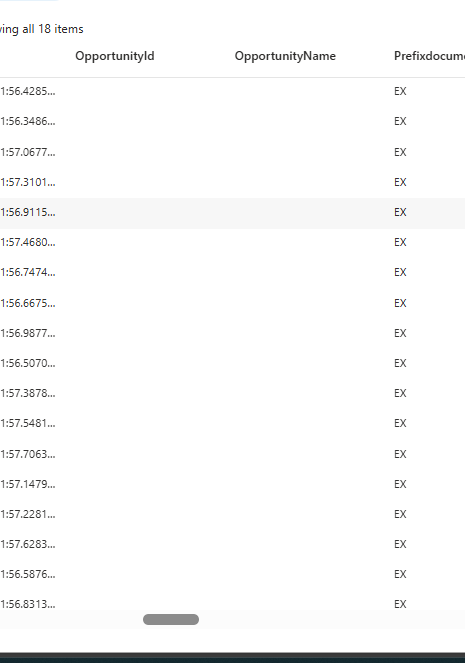 ving all 18 items
OpportunityId OpportunityName Prefixdocume
1:56.4285... EX
1:56.3486... EX
1:57.0677... EX
1:57.3101... EX
1:56.9115... EX
1:57.4680... EX
1:56.7474... EX
1:56.6675... EX
1:56.9877... EX
1:56.5070... EX
1:57.3878... EX
1:57.5481... EX
1:57.7063... EX
1:57.1479... EX
1:57.2281... EX
1:57.6283... EX
1:56.5876... EX
1:56.8313... EX